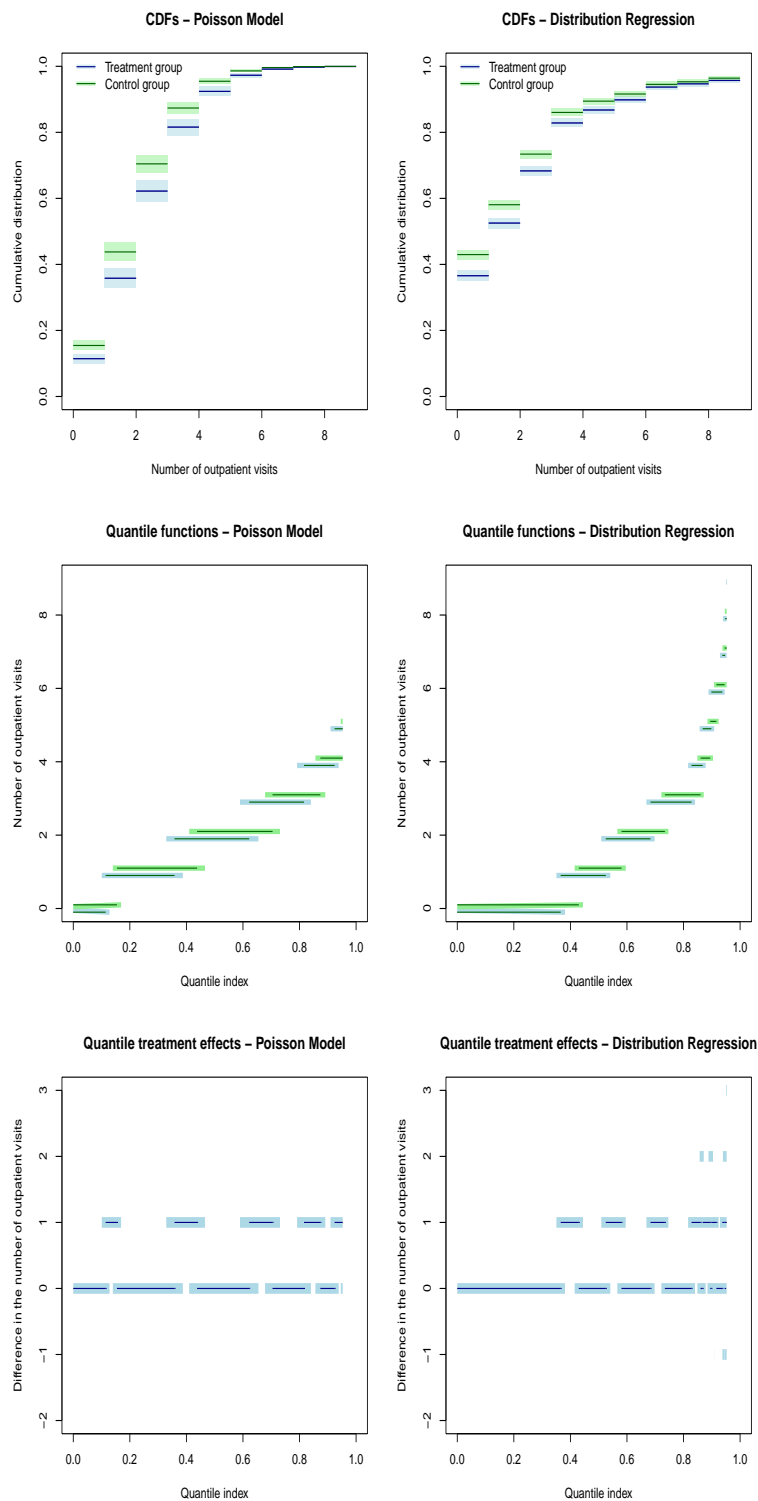 CDFs – Poisson Model
Treatment group
Control group
Cumulative distribution
0.0 0.2 0.4 0.6 0.8 1.0
0 2 4 6 8
Number of outpatient visits
CDFs – Distribution Regression
Treatment group
Control group
Cumulative distribution
0.0 0.2 0.4 0.6 0.8 1.0
0 2 4 6 8
Number of outpatient visits
Quantile functions – Poisson Model
Number of outpatient visits
0 2 4 6 8
0.0 0.2 0.4 0.6 0.8 1.0
Quantile index
Quantile functions – Distribution Regression
Number of outpatient visits
0 2 4 6 8
0.0 0.2 0.4 0.6 0.8 1.0
Quantile index
Quantile treatment effects – Poisson Model
Difference in the number of outpatient visits
−2 −1 0 1 2 3
0.0 0.2 0.4 0.6 0.8 1.0
Quantile index
Quantile treatment effects – Distribution Regression
Difference in the number of outpatient visits
−2 −1 0 1 2 3
0.0 0.2 0.4 0.6 0.8 1.0
Quantile index